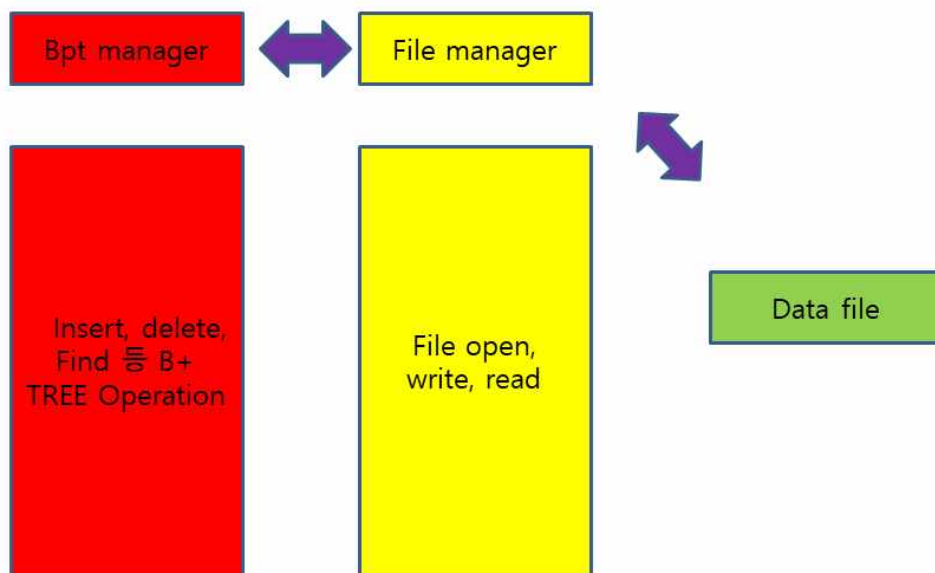 Bpt manager
File manager
Insert, delete,
Find 등 B+
TREE Operation
File open,
write, read
Data file